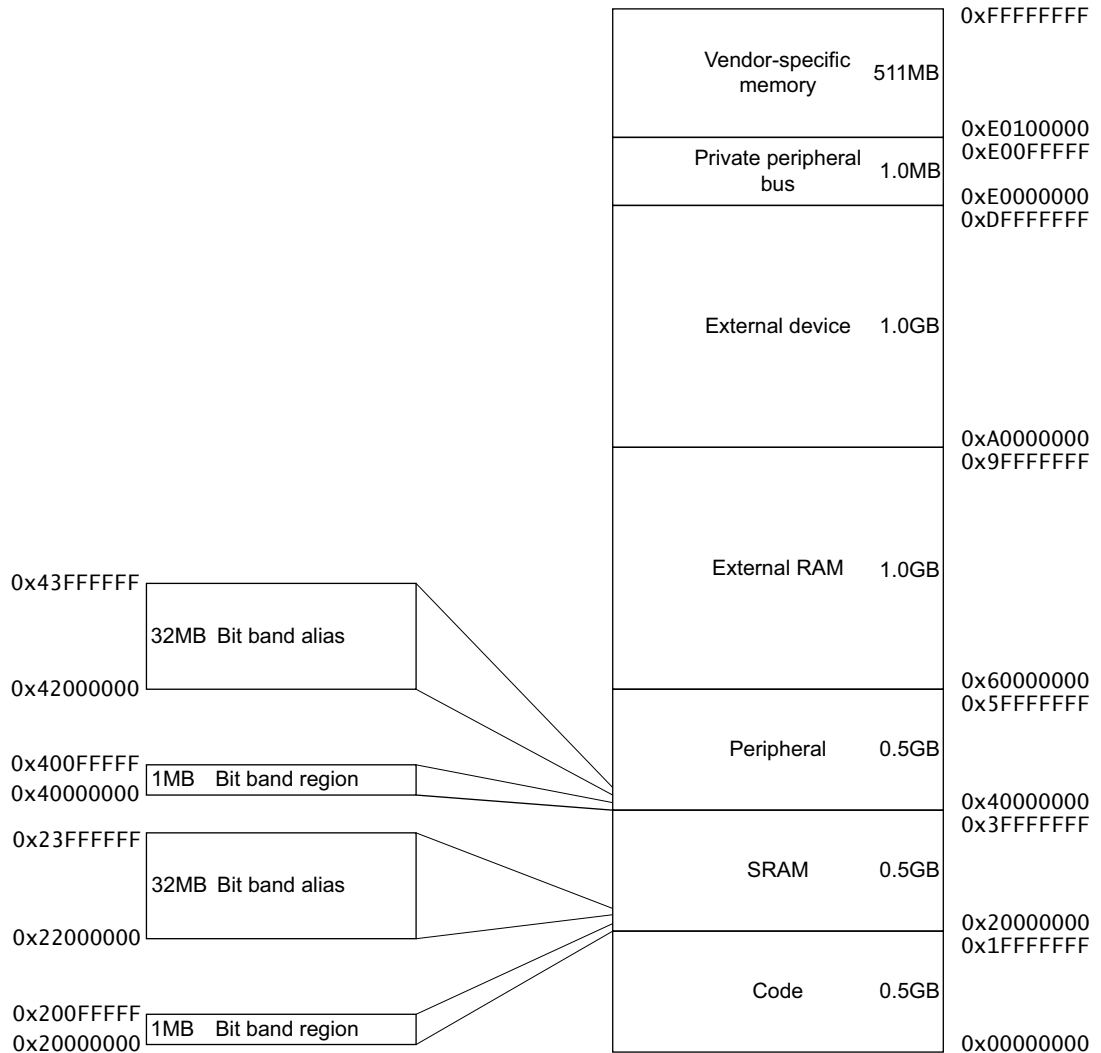 0xFFFFFFFF
Vendor-specific
memory
511MB
0xE0100000
0xE00FFFFF
Private peripheral
bus
1.0MB
0xE0000000
0xDFFFFFFF
External device 1.0GB
0xA0000000
0x9FFFFFFF
External RAM 1.0GB
0x60000000
0x5FFFFFFF
Peripheral 0.5GB
0x40000000
0x3FFFFFFF
SRAM 0.5GB
0x20000000
0x1FFFFFFF
Code 0.5GB
0x00000000
0x43FFFFFF
32MB Bit band alias
0x42000000
0x400FFFFF
1MB Bit band region
0x40000000
0x23FFFFFF
32MB Bit band alias
0x22000000
0x200FFFFF
1MB Bit band region
0x20000000